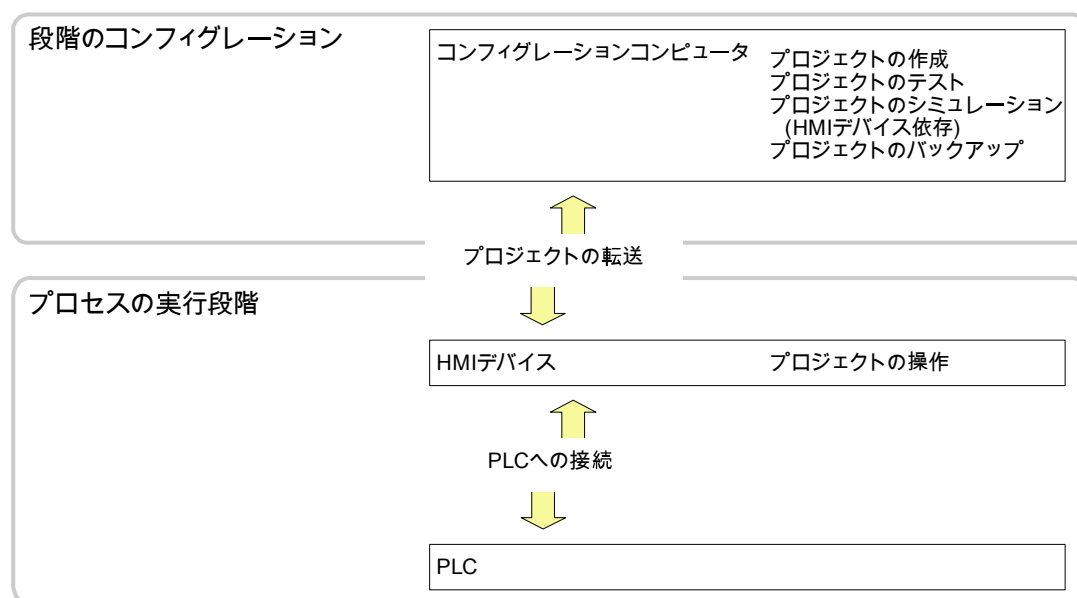 段階のコンフィグレーション
コンフィグレーションコンピュータ
プロジェクトの作成
プロジェクトのテスト
プロジェクトのシミュレーション
(HMIデバイス依存)
プロジェクトのバックアップ
プロジェクトの転送
プロセスの実行段階
HMIデバイス
プロジェクトの操作
PLCへの接続
PLC